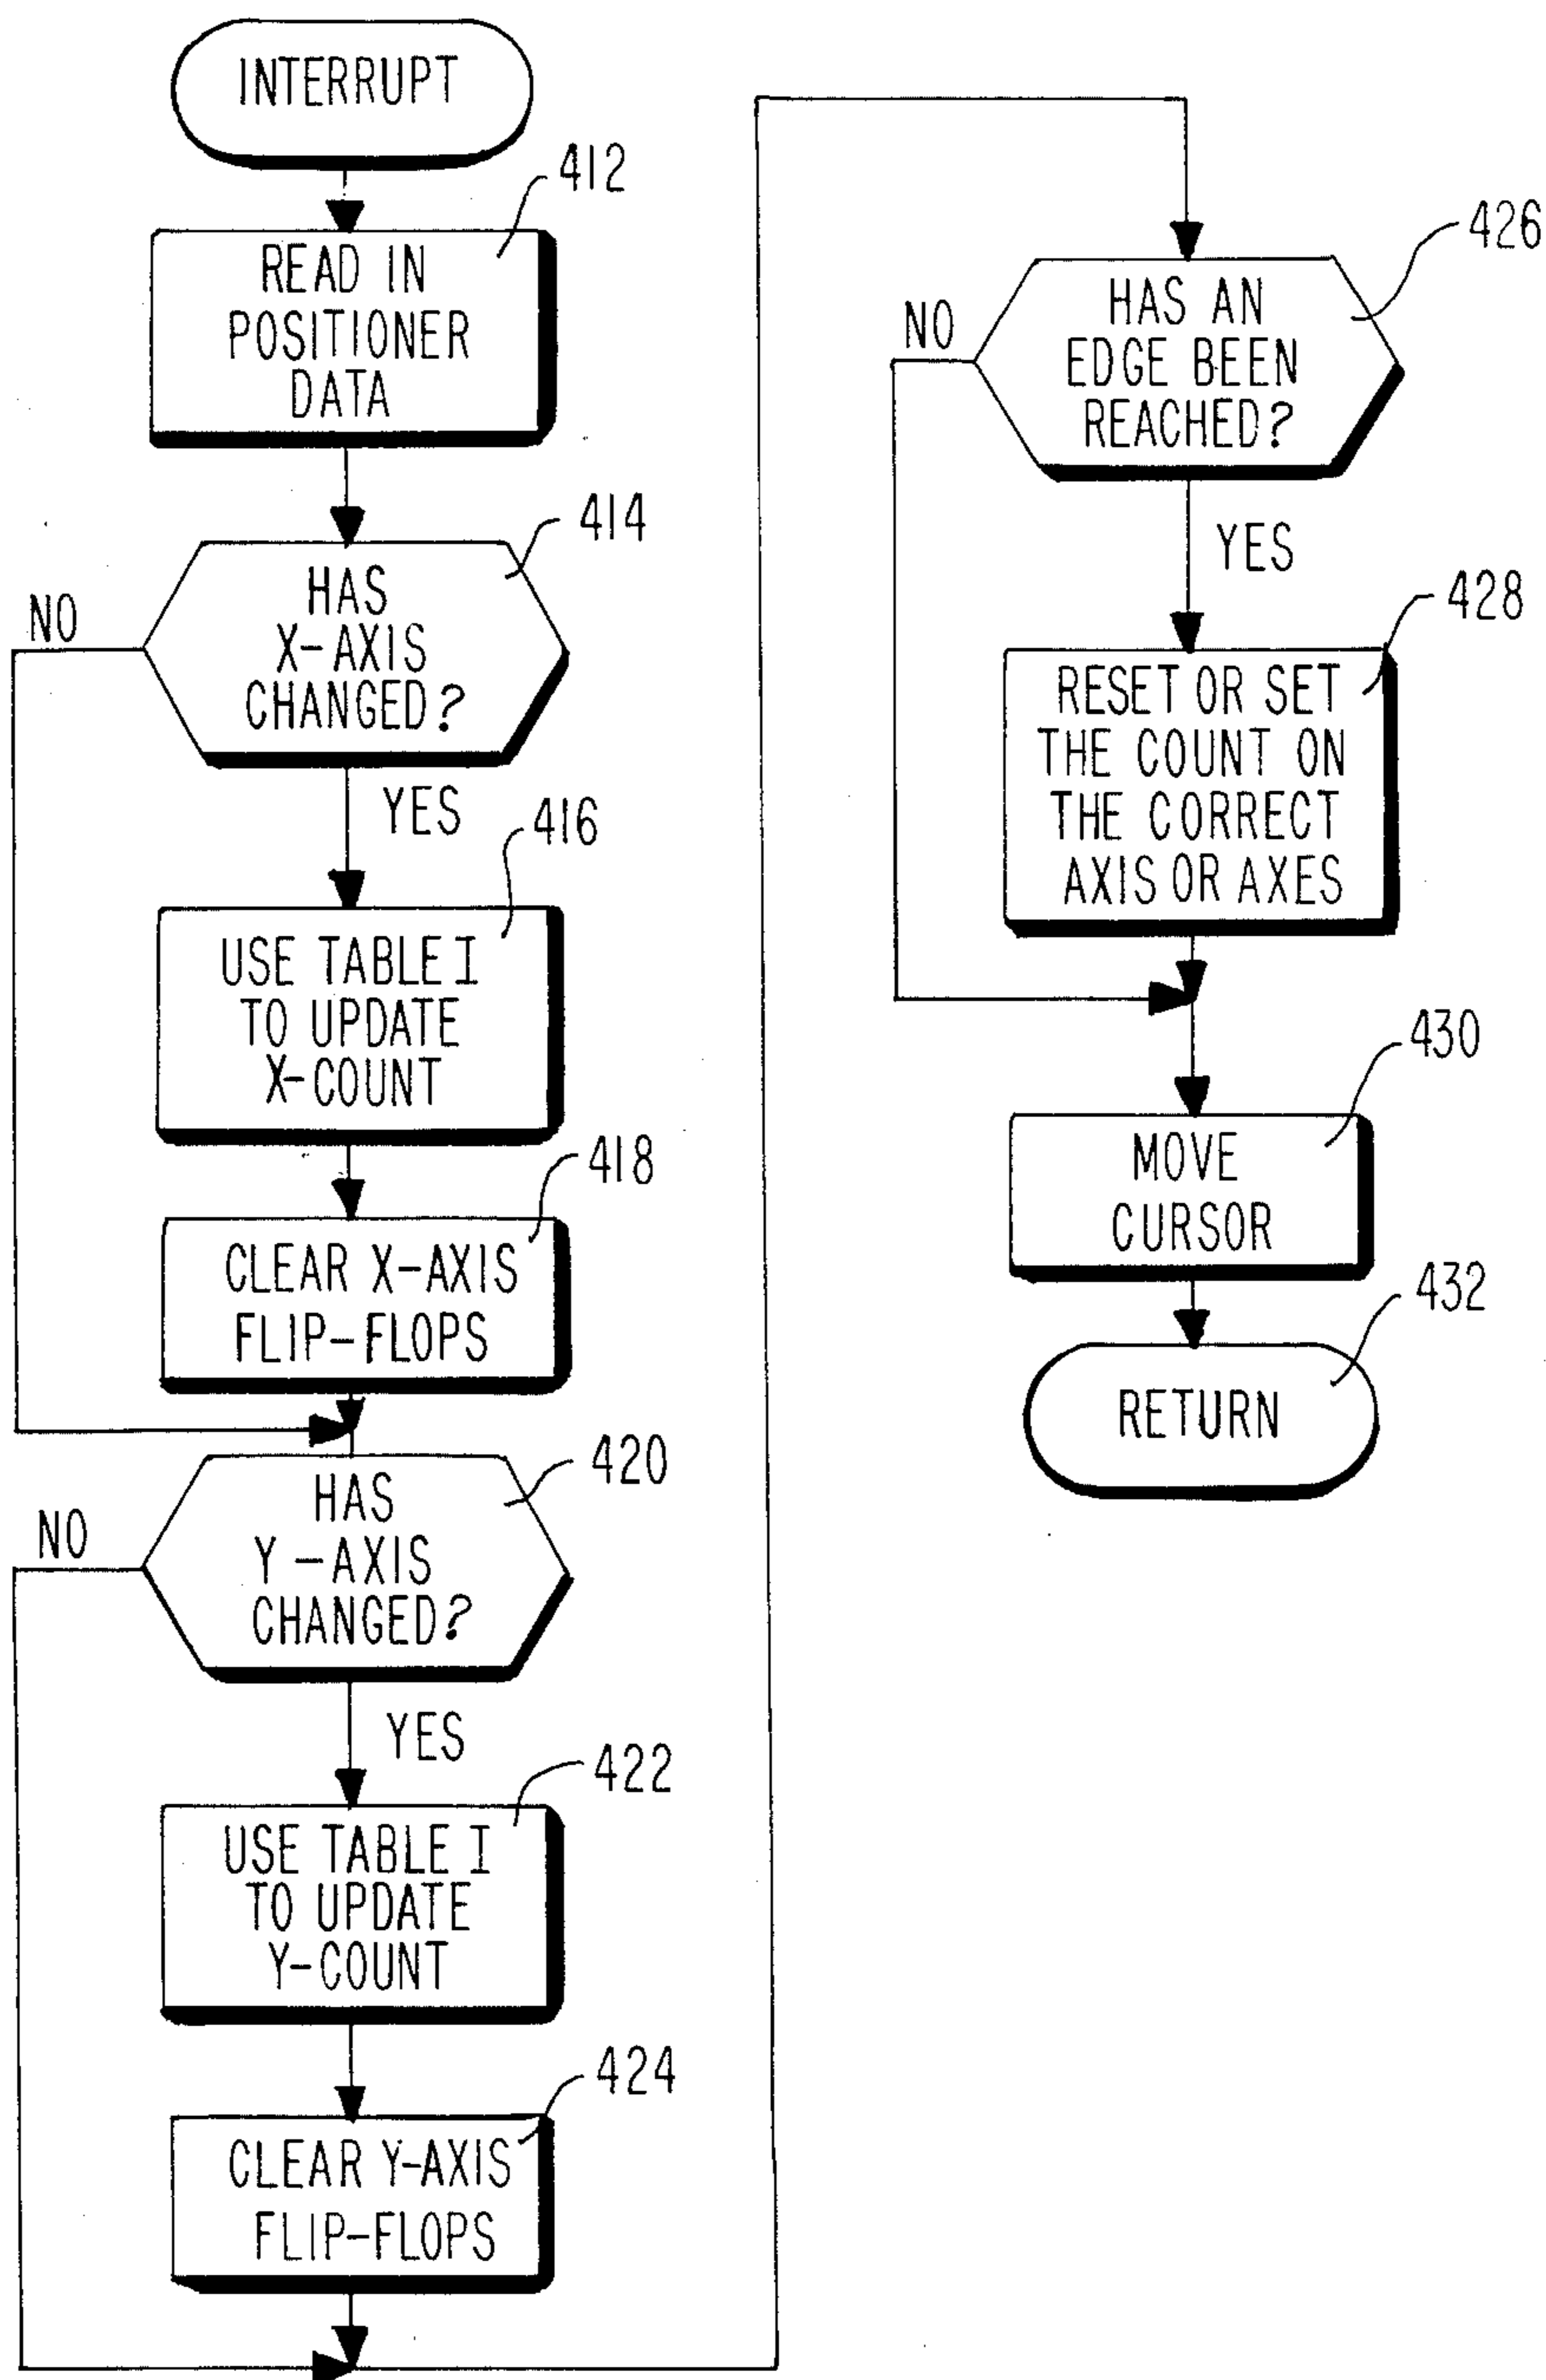 INTERRUPT
412
READ IN
POSITIONER
DATA
414
HAS
X-AXIS
CHANGED?
NO
YES
416
USE TABLE I
TO UPDATE
X-COUNT
418
CLEAR X-AXIS
FLIP-FLOPS
420
HAS
Y-AXIS
CHANGED?
NO
YES
422
USE TABLE I
TO UPDATE
Y-COUNT
424
CLEAR Y-AXIS
FLIP-FLOPS
426
HAS AN
EDGE BEEN
REACHED?
NO
YES
428
RESET OR SET
THE COUNT ON
THE CORRECT
AXIS OR AXES
430
MOVE
CURSOR
432
RETURN